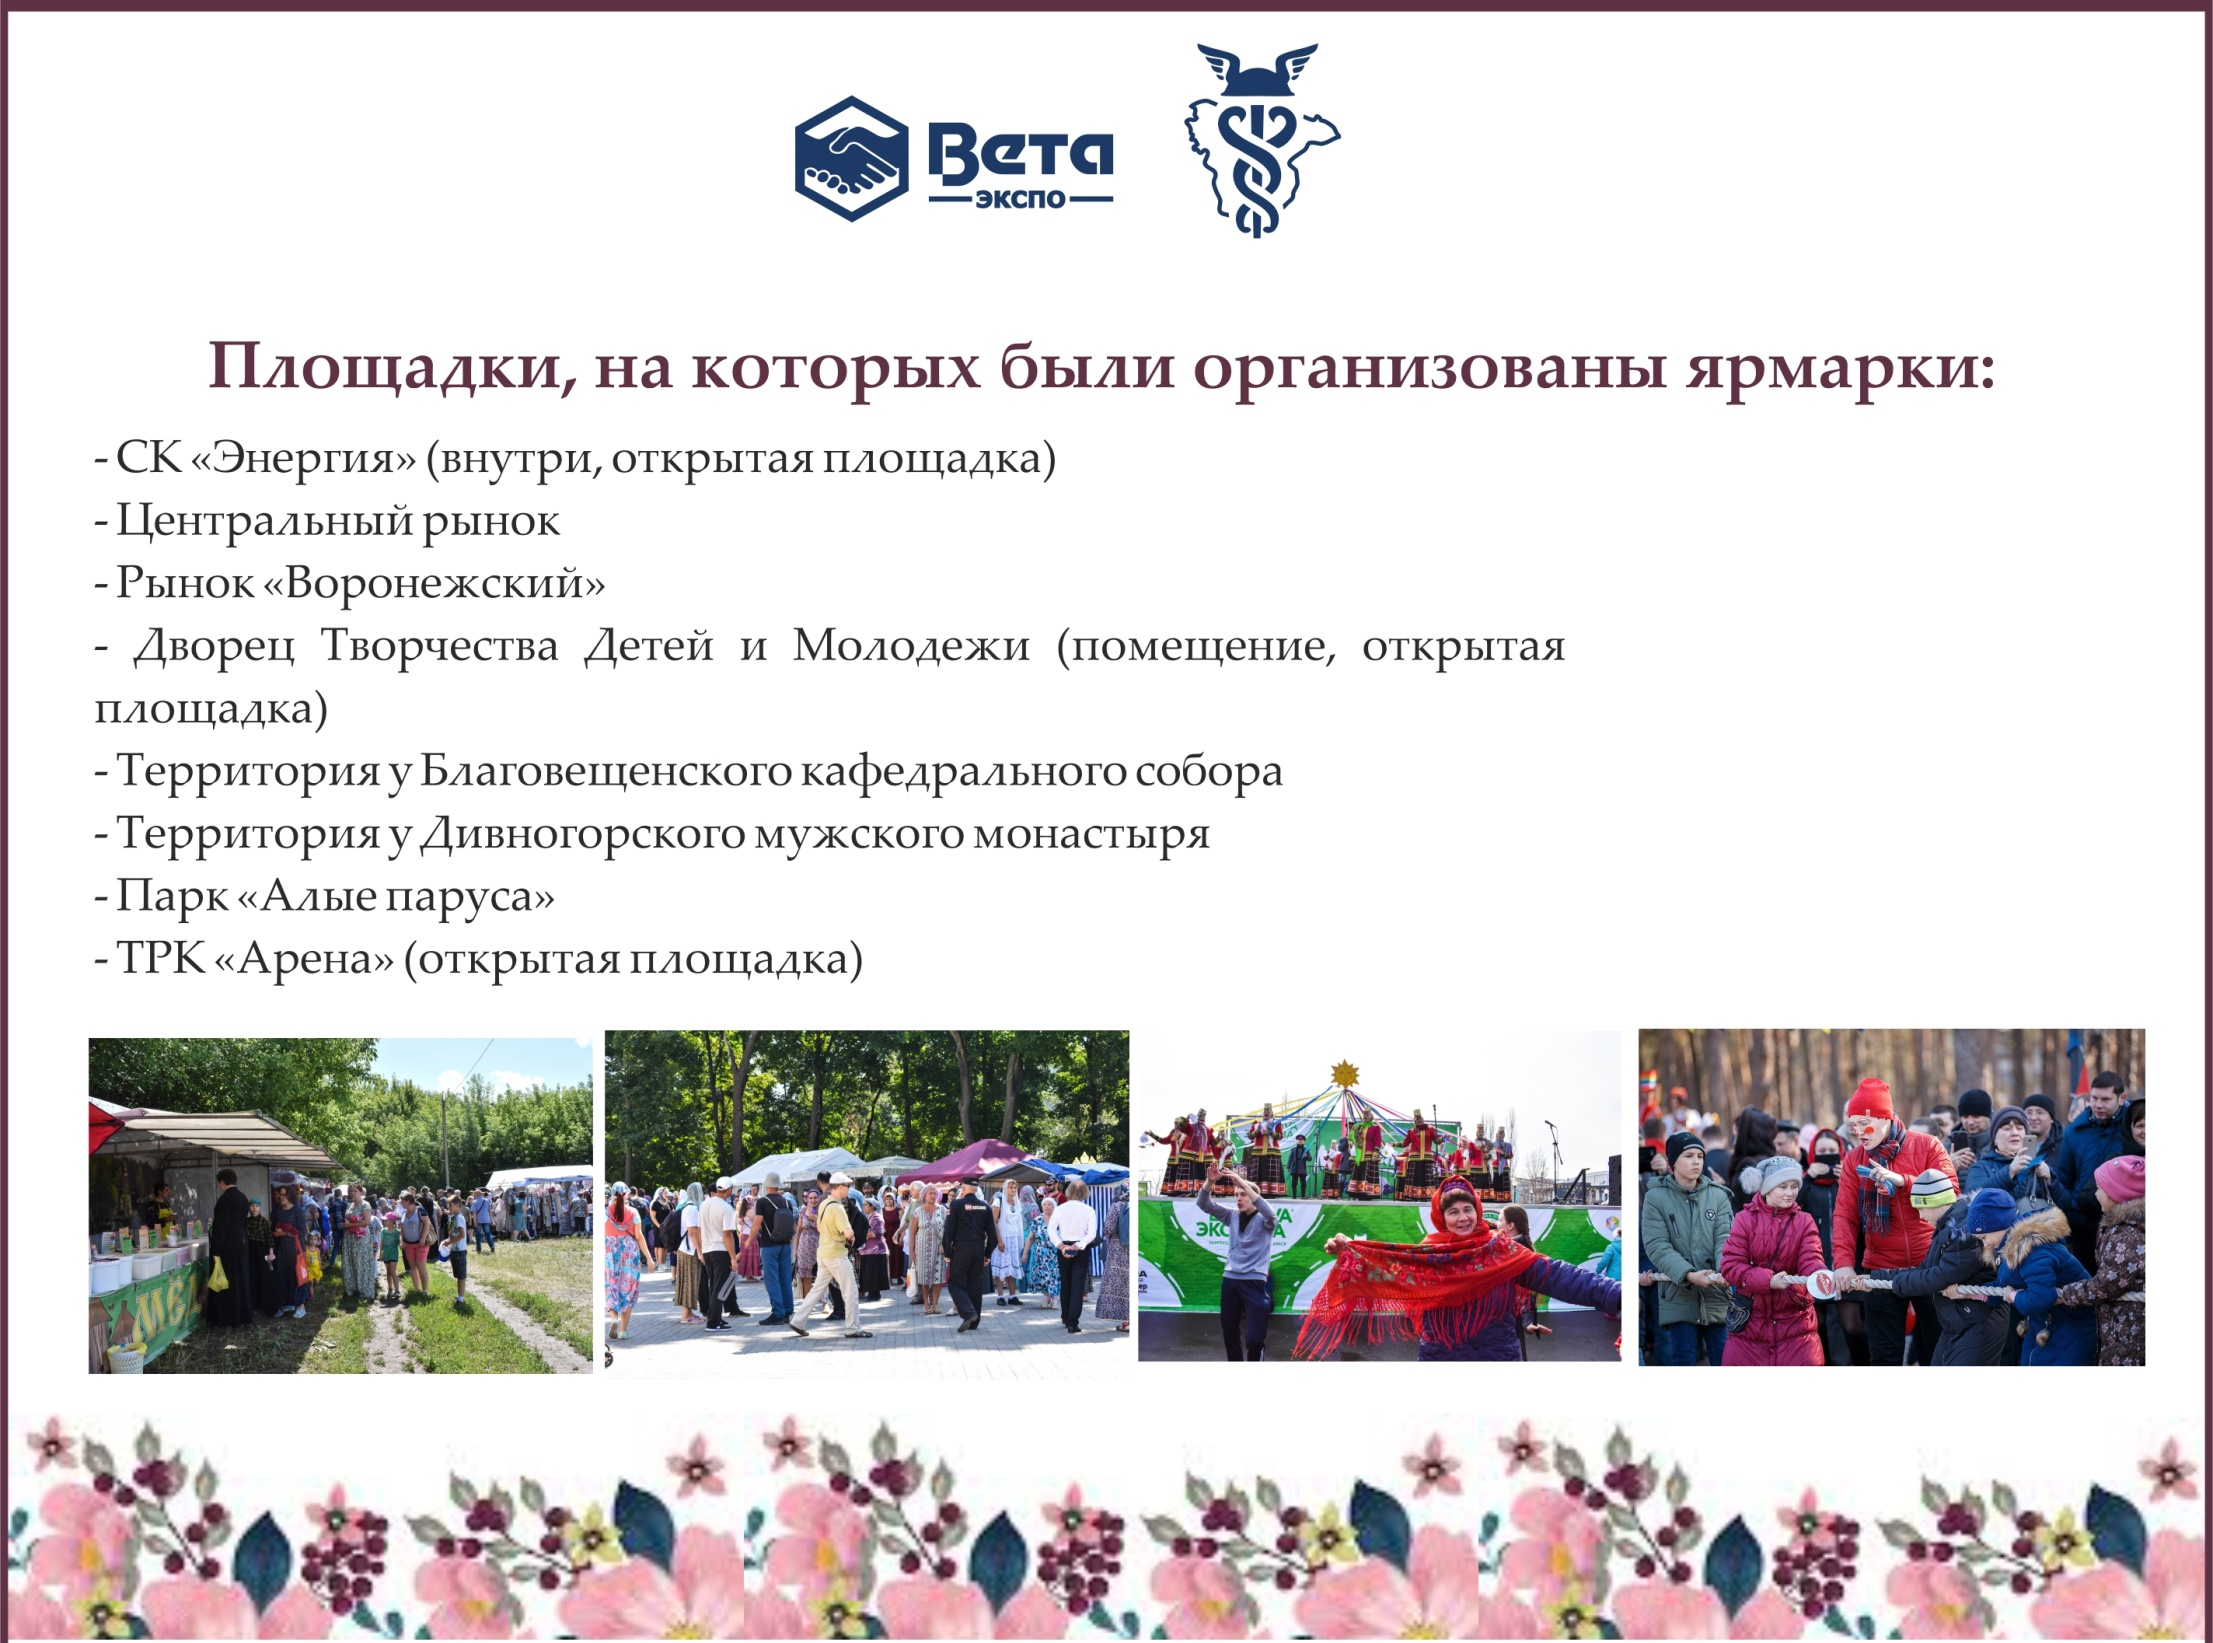 Вета
ЭКСПО
Площадки, на которых были организованы ярмарки:
- СК «Энергия» (внутри, открытая площадка)
- Центральный рынок
- Рынок «Воронежский»
- Дворец Творчества Детей и Молодежи (помещение, открытая
площадка)
- Территория у Благовещенского кафедрального собора
- Территория у Дивногорского мужского монастыря
- Парк «Алые паруса»
- ТРК «Арена» (открытая площадка)